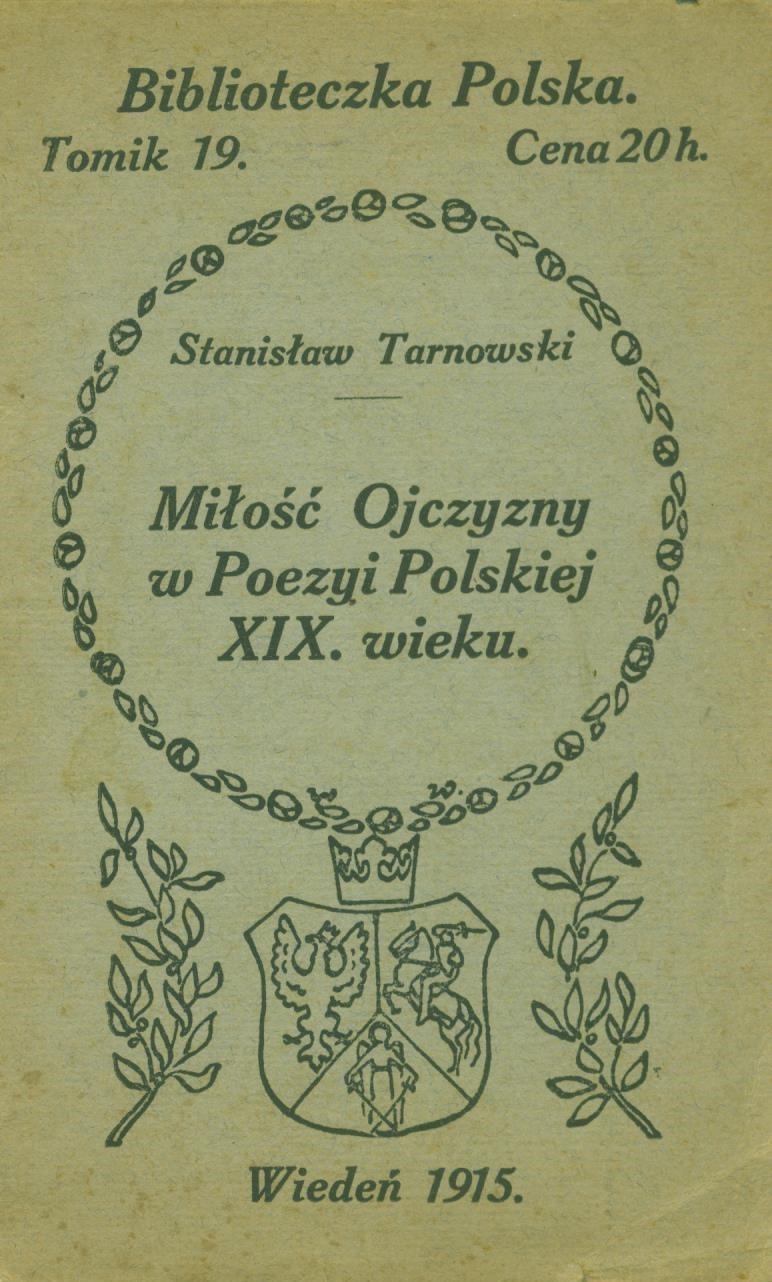 Biblioteczka Polska.
Tomik 19. Cena 20 h.
Stanisław Tarnowski
Miłość Ojczyzny
w Poezyi Polskiej
XIX. wieku.
w. w.
Wiedeń 1915.